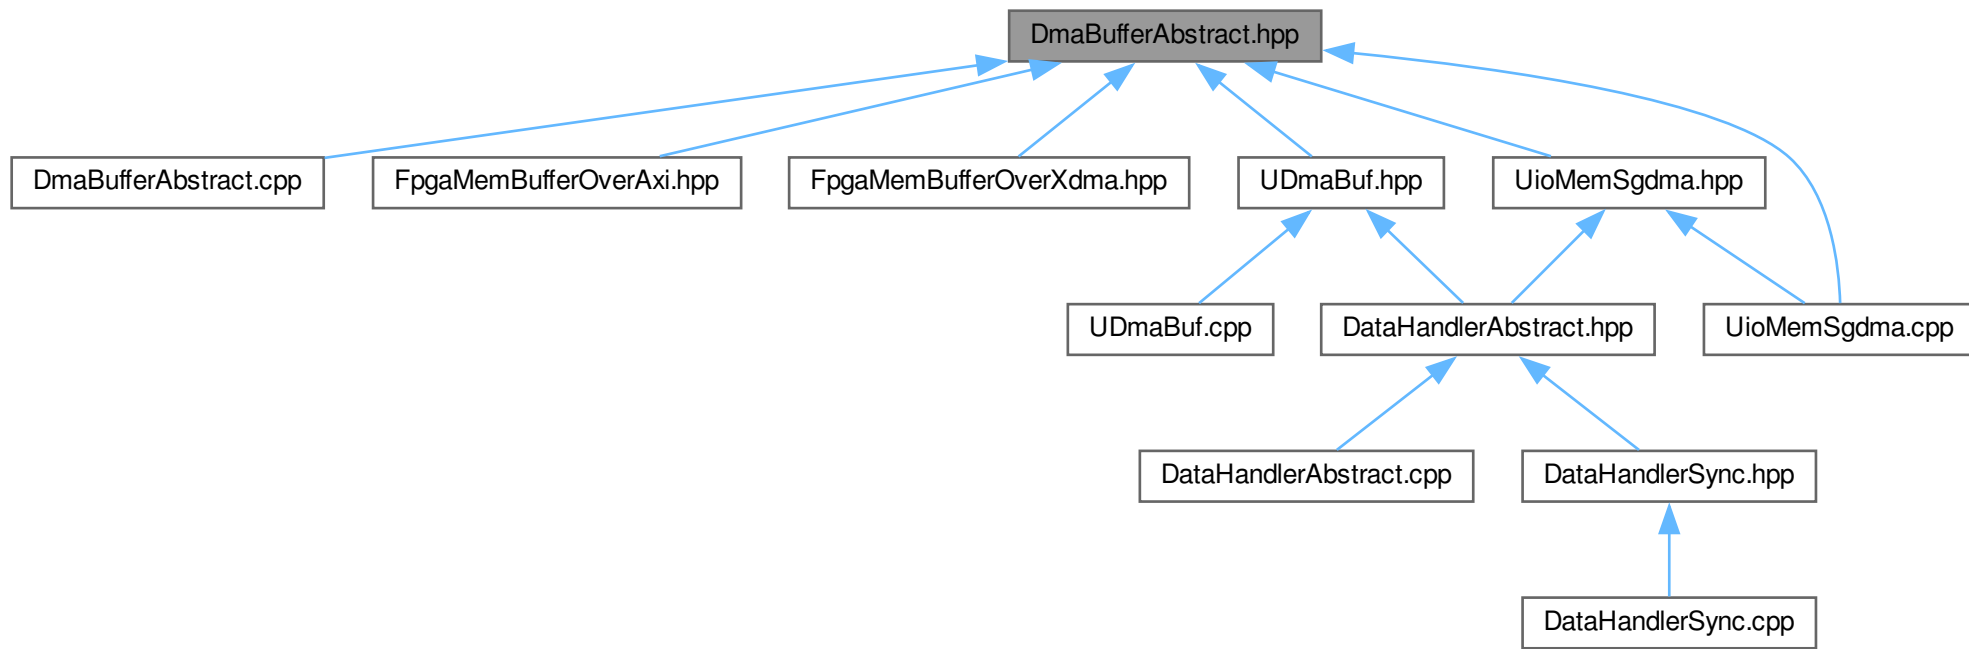 DmaBufferAbstract.hpp
DmaBufferAbstract.cpp
FpgaMemBufferOverAxi.hpp
FpgaMemBufferOverXdma.hpp
UDmaBuf.hpp
UioMemSgdma.hpp
UDmaBuf.cpp
DataHandlerAbstract.hpp
UioMemSgdma.cpp
DataHandlerAbstract.cpp
DataHandlerSync.hpp
DataHandlerSync.cpp